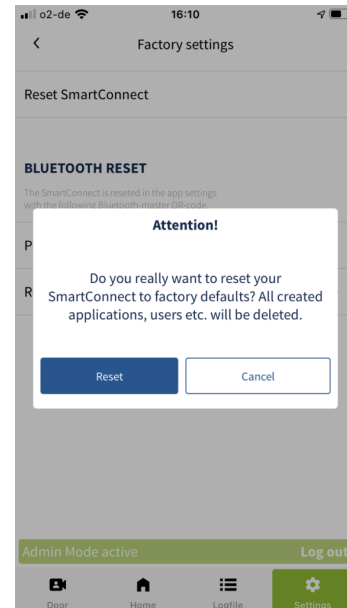 o2-de 16:10
Factory settings
Reset SmartConnect
BLUETOOTH RESET
The SmartConnect is reseted in the app settings
with the following Bluetooth-master QR-code.
Attention!
P
Do you really want to reset your
R
SmartConnect to factory defaults? All created
applications, users etc. will be deleted.
Reset Cancel
Admin Mode active Log out
Door Home Logfile Settings